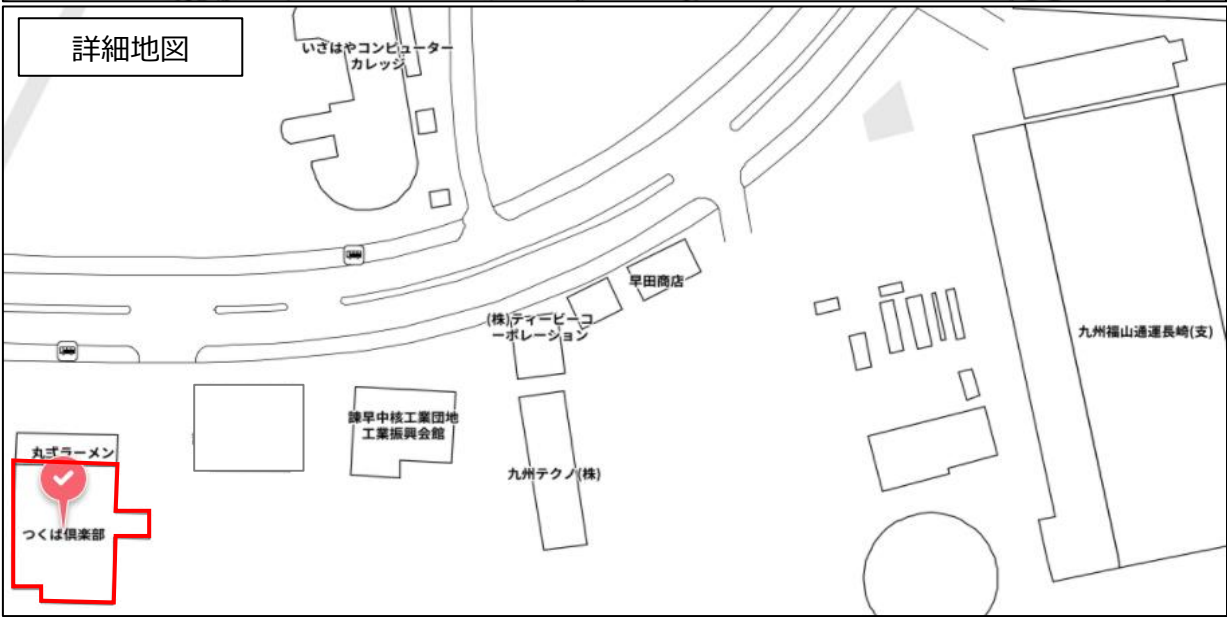 詳細地図
いさはやコンピューター
カレッジ
早田商店
(株)ティービーコ
ーポレーション
九州福山通運長崎(支)
諫早中核工業団地
工業振興会館
丸弐ラーメン
九州テクノ(株)
つくば倶楽部